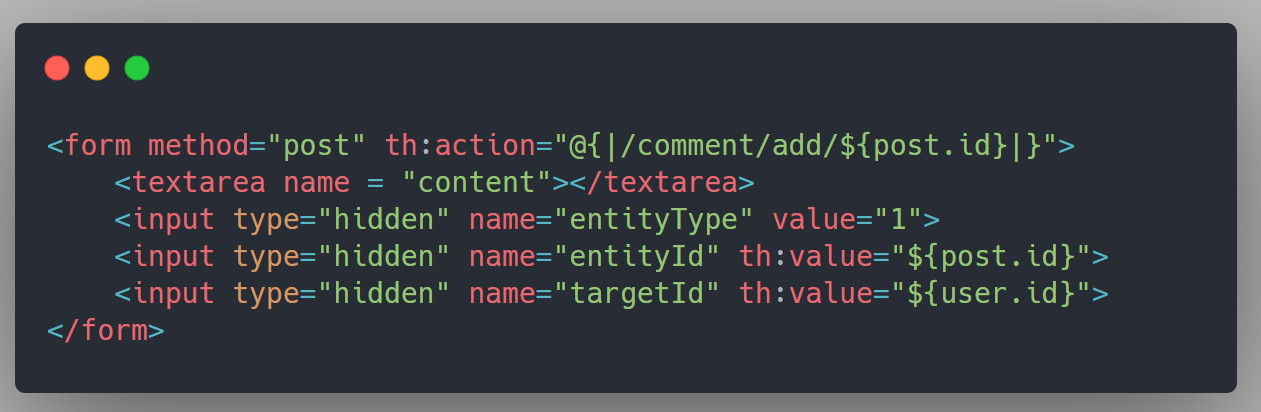 <form method="post" th:action="@{|/comment/add/${post.id}|}">
    <textarea name = "content"></textarea>
    <input type="hidden" name="entityType" value="1">
    <input type="hidden" name="entityId" th:value="${post.id}">
    <input type="hidden" name="targetId" th:value="${user.id}">
</form>